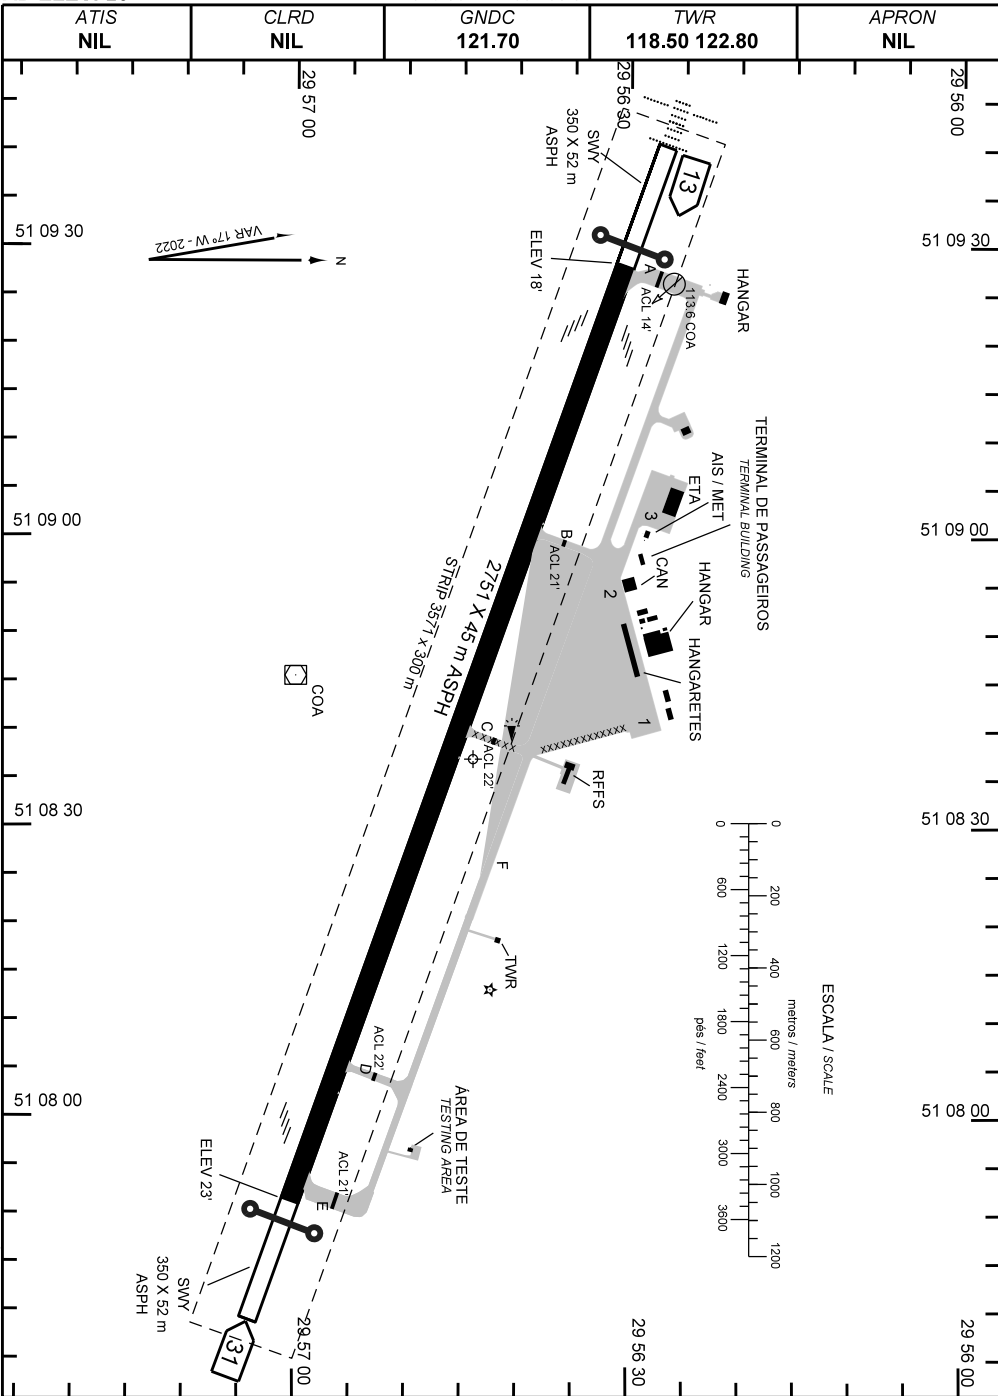 ATIS
NIL
CLRD
NIL
GNDC
121.70
TWR
118.50 122.80
APRON
NIL
29 57 00
29 56 30
29 56 00
51 09 30
51 09 30
51 09 00
51 09 00
51 08 30
51 08 30
51 08 00
51 08 00
29 57 00
29 56 30
29 56 00
VAR 17º W - 2022
N
SWY
350 X 52 m
ASPH
13
ELEV 18'
A
ACL 14'
113.6 COA
HANGAR
TERMINAL DE PASSAGEIROS
TERMINAL BUILDING
AIS / MET
ETA
3
CAN
HANGAR
HANGARETES
2
1
B
ACL 21'
2751 X 45 m ASPH
STRIP 3571 x 300 m
COA
C
ACL 22'
XXXXX
XXXXXXXXXXXX
RFFS
F
TWR
ACL 22'
D
ÁREA DE TESTE
TESTING AREA
ACL 21'
E
ELEV 23'
SWY
350 X 52 m
ASPH
31
ESCALA / SCALE
metros / meters
0 200 400 600 800 1000 1200
pés / feet
0 600 1200 1800 2400 3000 3600